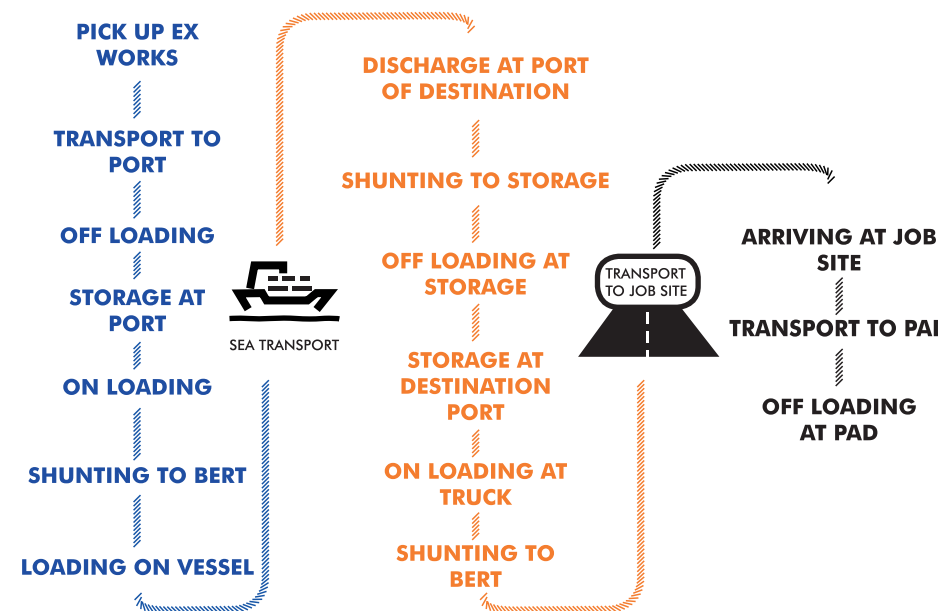 PICK UP EX
WORKS
TRANSPORT TO
PORT
OFF LOADING
STORAGE AT
PORT
ON LOADING
SHUNTING TO BERT
LOADING ON VESSEL
SEA TRANSPORT
DISCHARGE AT PORT
OF DESTINATION
SHUNTING TO STORAGE
OFF LOADING AT
STORAGE
STORAGE AT
DESTINATION
PORT
ON LOADING AT
TRUCK
SHUNTING TO
BERT
TRANSPORT
TO JOB SITE
ARRIVING AT JOB
SITE
TRANSPORT TO
OFF LOADING
AT PAD